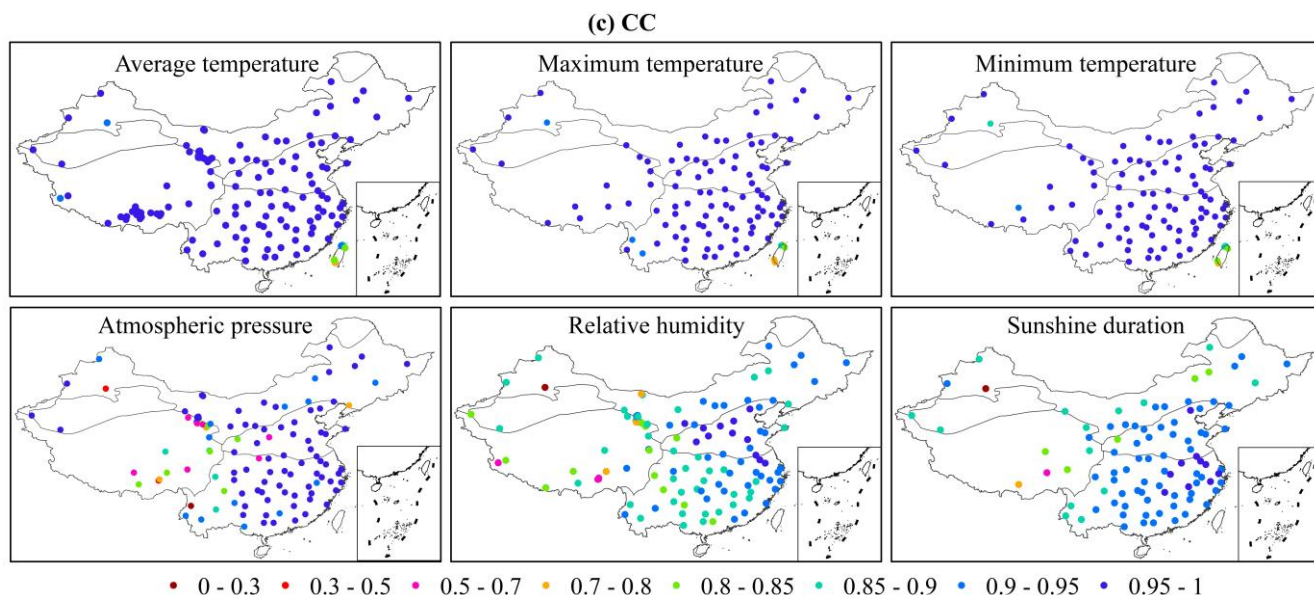 (c) CC
Average temperature
Maximum temperature
Minimum temperature
Atmospheric pressure
Relative humidity
Sunshine duration
0 - 0.3 0.3 - 0.5 0.5 - 0.7 0.7 - 0.8 0.8 - 0.85 0.85 - 0.9 0.9 - 0.95 0.95 - 1